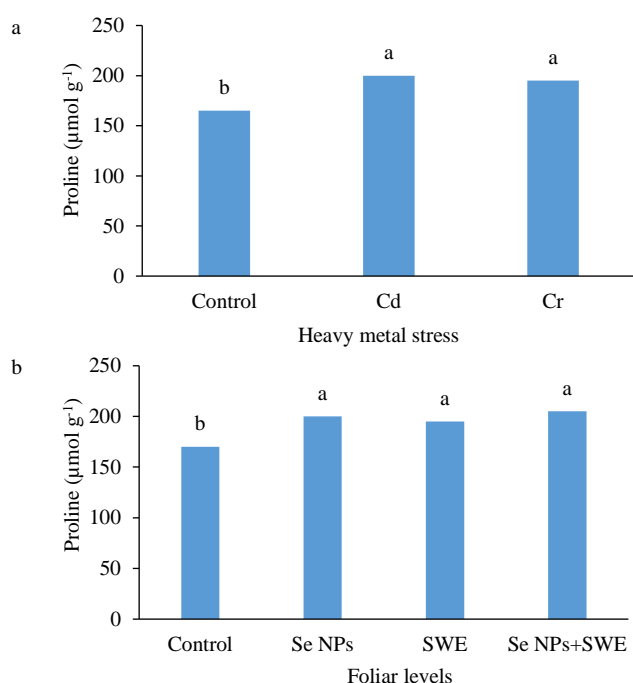 a
Proline (µmol g-1)
250
200
150
100
50
0
b
a
a
Control Cd Cr
Heavy metal stress
b
Proline (µmol g-1)
250
200
150
100
50
0
b
a
a
a
Control Se NPs SWE Se NPs+SWE
Foliar levels